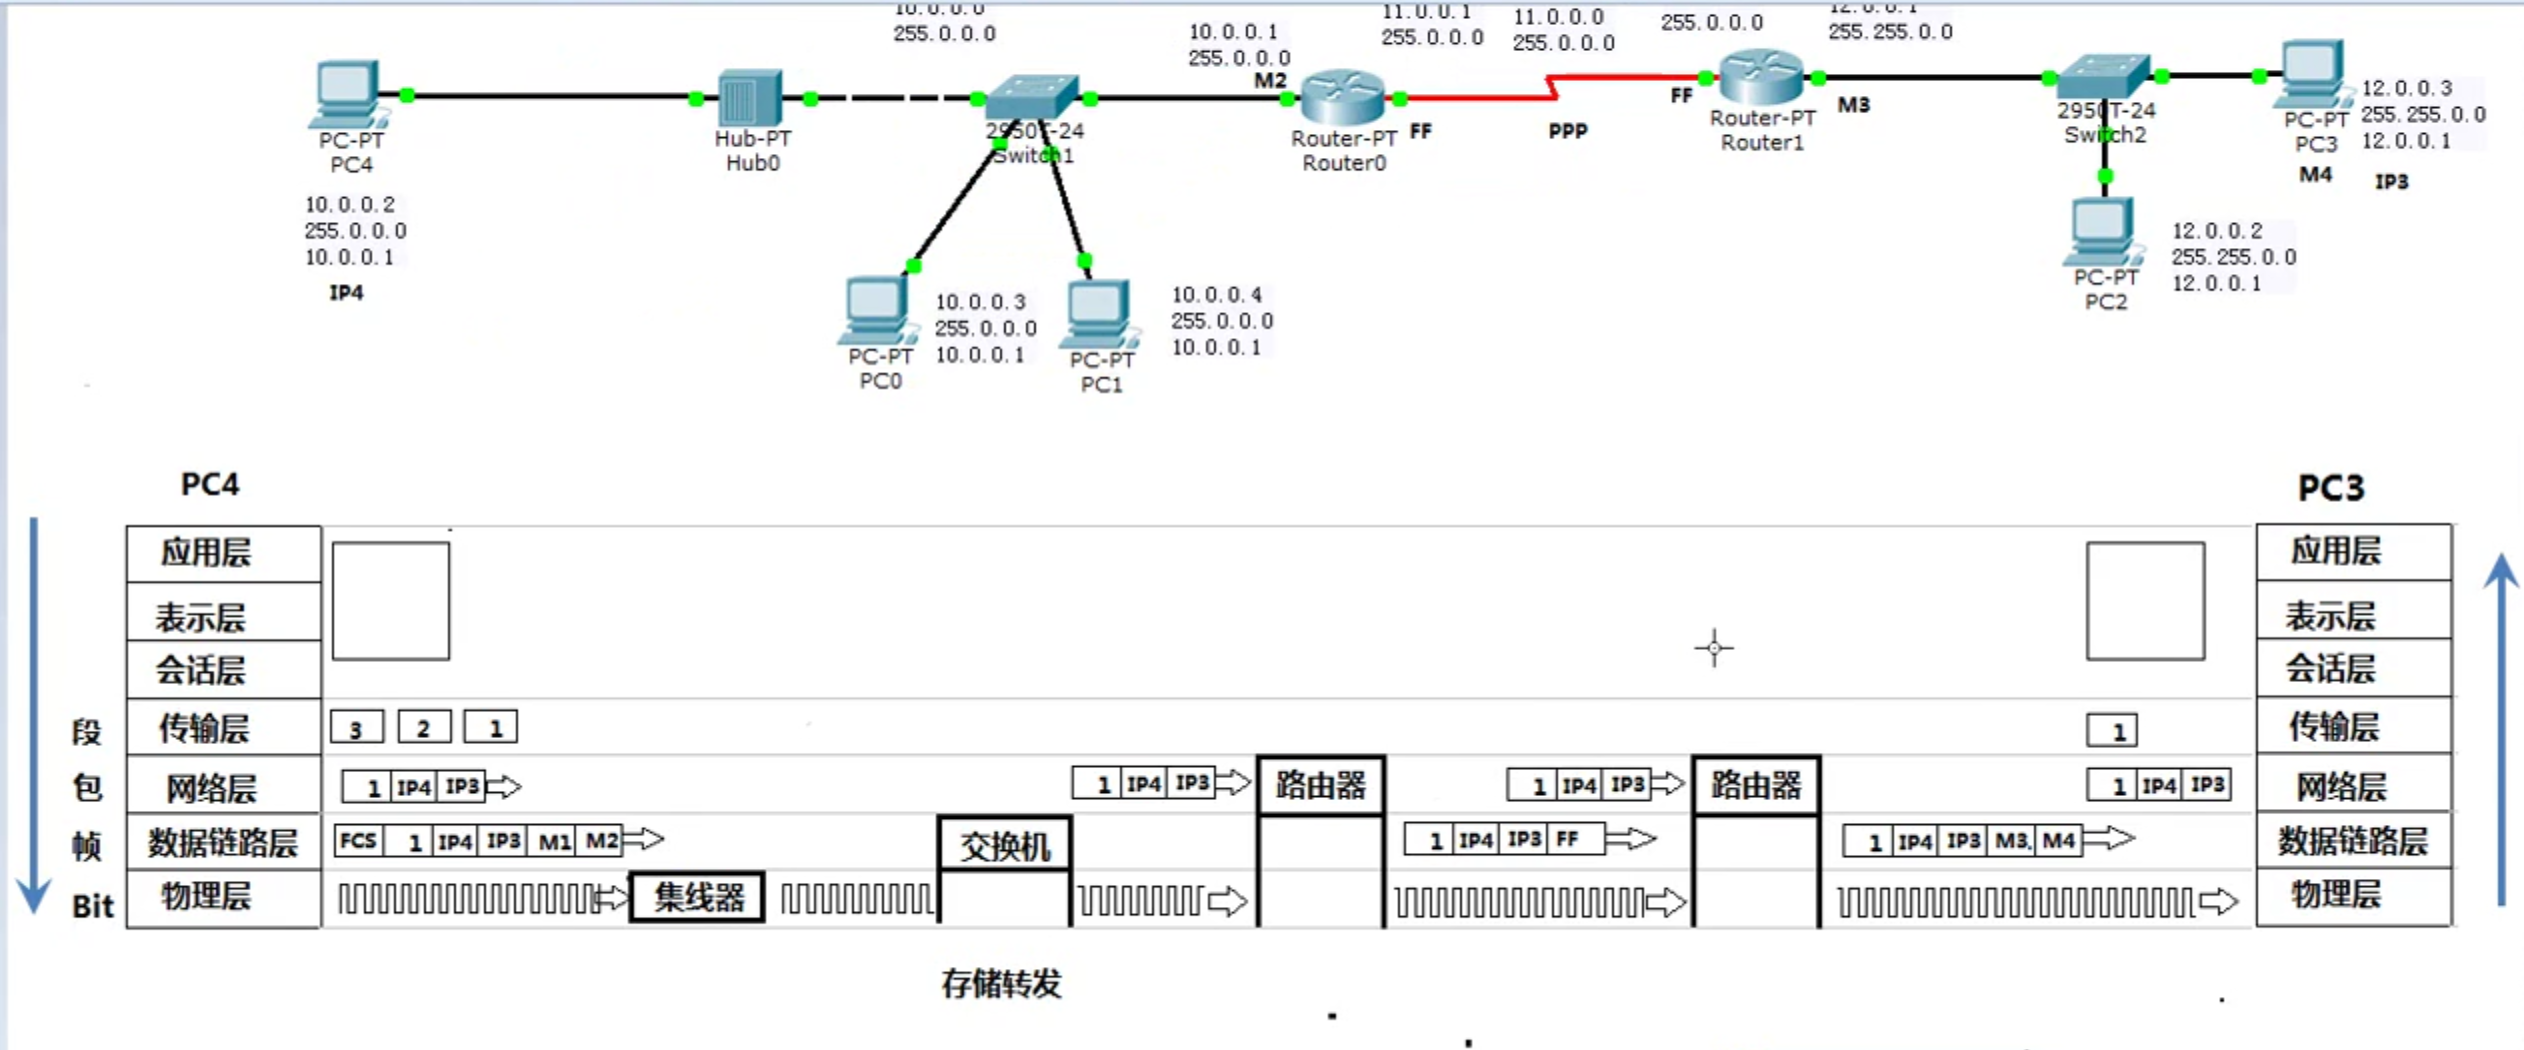 10.0.0.0
255.0.0.0
10.0.0.1
255.0.0.0
M2
11.0.0.1
255.0.0.0
11.0.0.0
255.0.0.0
255.0.0.0
12.0.0.1
255.255.0.0
PC-PT
PC4
10.0.0.2
255.0.0.0
10.0.0.1
IP4
Hub-PT
Hub0
2950T-24
Switch1
Router-PT
Router0
FF
PPP
FF
Router-PT
Router1
M3
2950T-24
Switch2
PC-PT
PC3
M4
12.0.0.3
255.255.0.0
12.0.0.1
IP3
PC-PT
PC0
10.0.0.3
255.0.0.0
10.0.0.1
PC-PT
PC1
10.0.0.4
255.0.0.0
10.0.0.1
PC-PT
PC2
12.0.0.2
255.255.0.0
12.0.0.1
PC4
PC3
应用层
应用层
表示层
表示层
会话层
会话层
段 传输层 3 2 1
1 传输层
包 网络层 1 IP4 IP3
1 IP4 IP3 路由器
1 IP4 IP3 路由器
1 IP4 IP3 网络层
帧 数据链路层 FCS 1 IP4 IP3 M1 M2
交换机
1 IP4 IP3 FF
1 IP4 IP3 M3 M4
数据链路层
Bit 物理层 集线器
物理层
存储转发